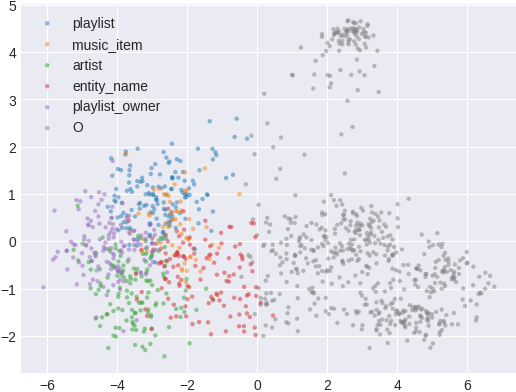 5
playlist
music_item
4
artist
entity_name
3
playlist_owner
O
2
1
0
−1
−2
−6 −4 −2 0 2 4 6